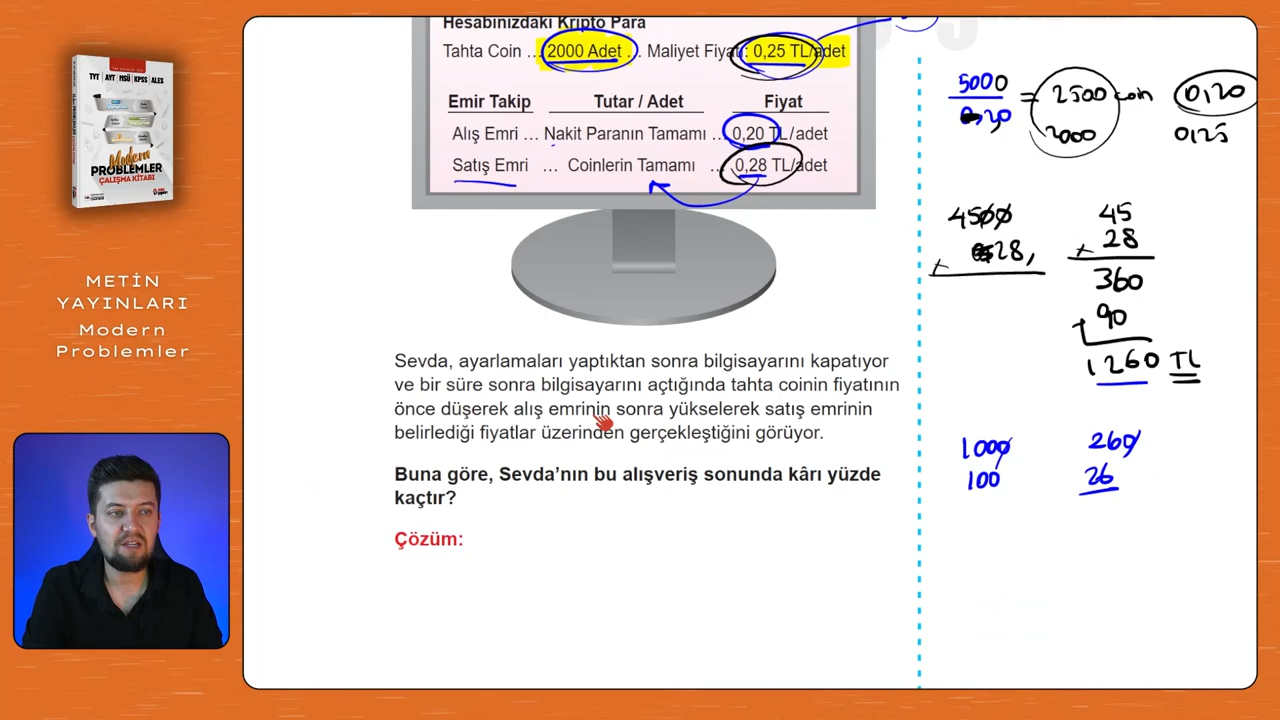 Hesabınızdaki Kripto Para
Tahta Coin ... 2000 Adet ... Maliyet Fiyatı: 0,25 TL/adet
Emir Takip Tutar / Adet Fiyat
Alış Emri ... Nakit Paranın Tamamı ... 0,20 TL/adet
Satış Emri ... Coinlerin Tamamı ... 0,28 TL/adet
Sevda, ayarlamaları yaptıktan sonra bilgisayarını kapatıyor
ve bir süre sonra bilgisayarını açtığında tahta coinin fiyatının
önce düşerek alış emrinin sonra yükselerek satış emrinin
belirlediği fiyatlar üzerinden gerçekleştiğini görüyor.
Buna göre, Sevda’nın bu alışveriş sonunda kârı yüzde
kaçtır?
Çözüm:
5000
20
= 2500 coin 0,20
2000 0,25
4500
28,
x
45
x 28
360
+ 90
1260 TL
1000 260
100 26
TYT AYT MSÜ KPSS ALES
Modern
PROBLEMLER
ÇALIŞMA KİTABI
METİN
YAYINLARI
Modern
Problemler